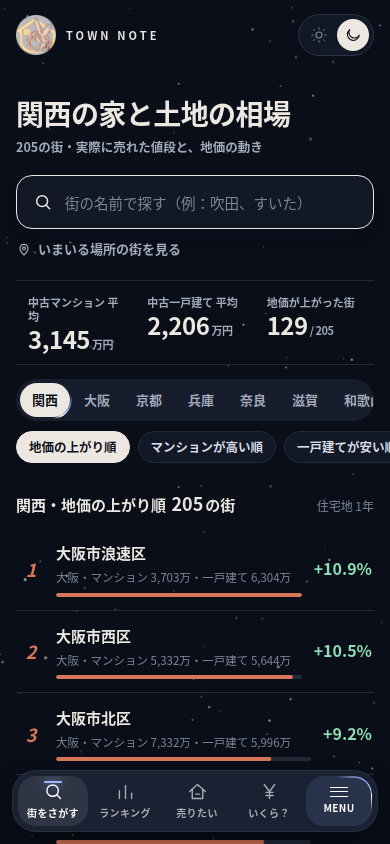 TOWN NOTE
関西の家と土地の相場
205の街・実際に売れた値段と、地価の動き
街の名前で探す（例：吹田、すいた）
いまいる場所の街を見る
中古マンション 平均
3,145万円
中古一戸建て 平均
2,206万円
地価が上がった街
129 / 205
関西 大阪 京都 兵庫 奈良 滋賀 和歌
地価の上がり順 マンションが高い順 一戸建てが安い
関西・地価の上がり順 205の街 住宅地 1年
1 大阪市浪速区 +10.9%
大阪・マンション 3,703万・一戸建て 6,304万
2 大阪市西区 +10.5%
大阪・マンション 5,332万・一戸建て 5,644万
3 大阪市北区 +9.2%
大阪・マンション 7,332万・一戸建て 5,996万
街をさがす ランキング 売りたい いくら？ MENU